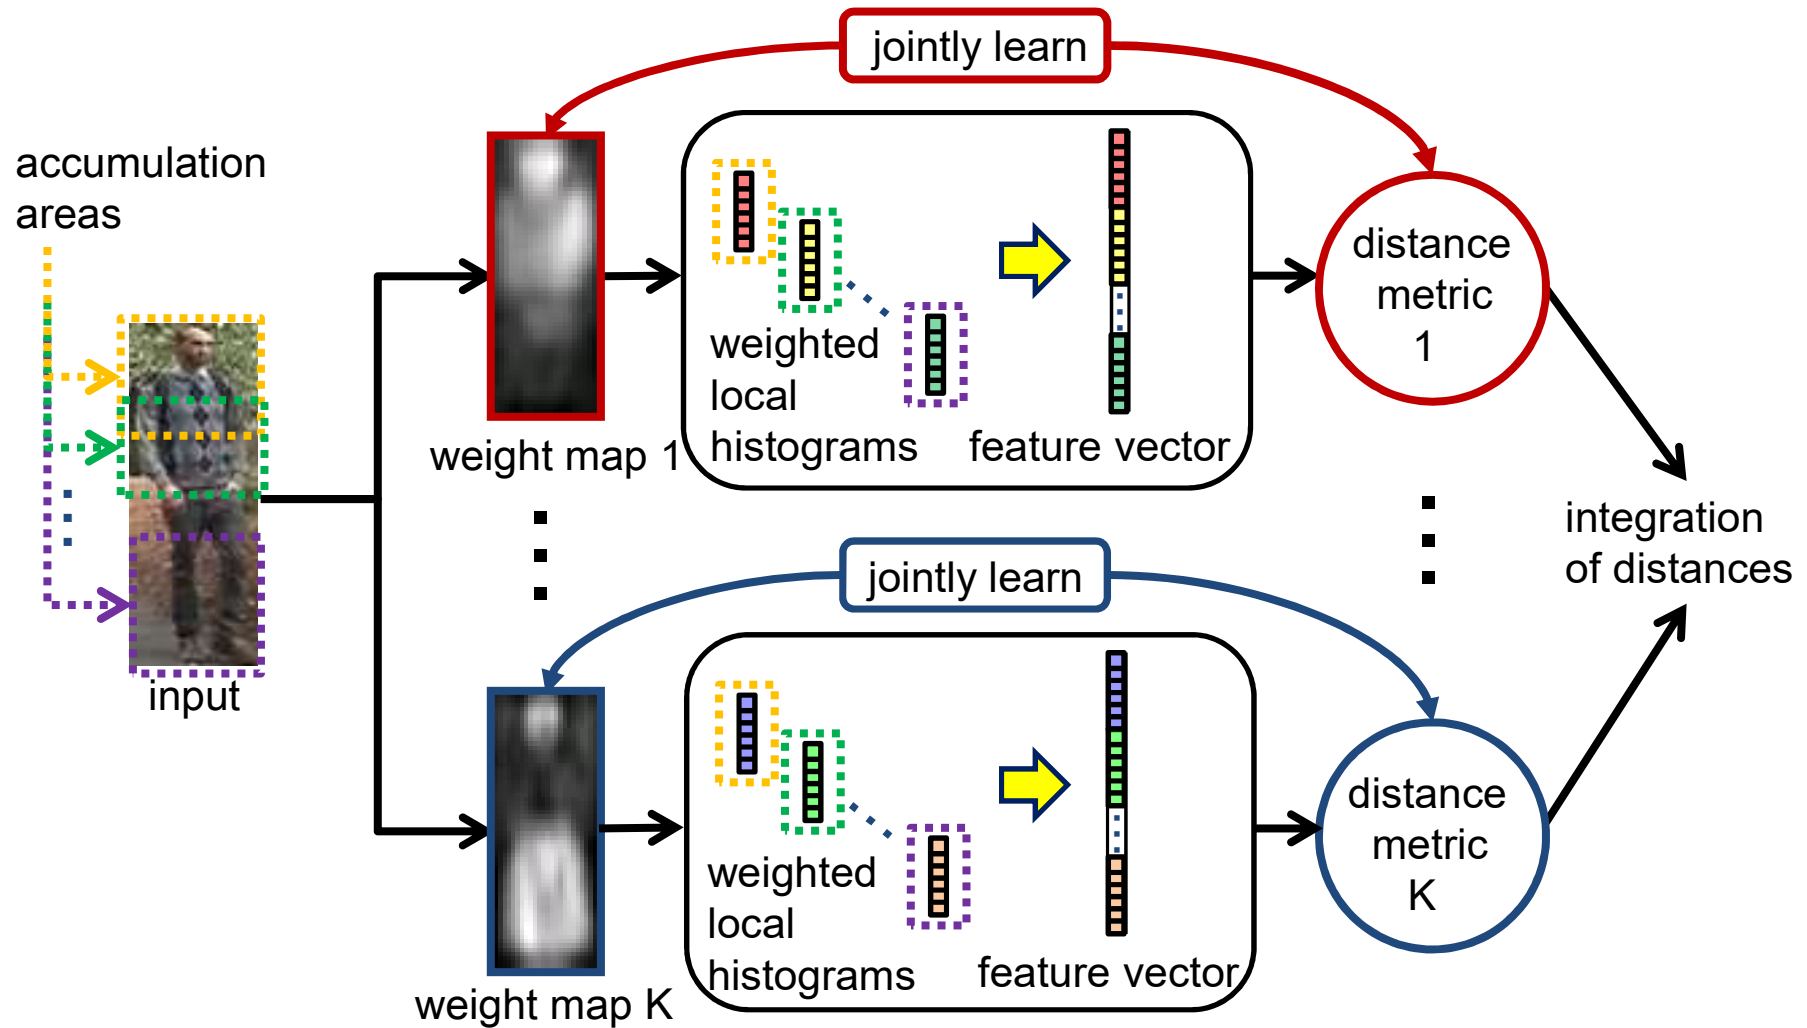 jointly learn
accumulation
areas
input
weight map 1
weighted
local
histograms
feature vector
distance
metric
1
integration
of distances
jointly learn
weight map K
weighted
local
histograms
feature vector
distance
metric
K